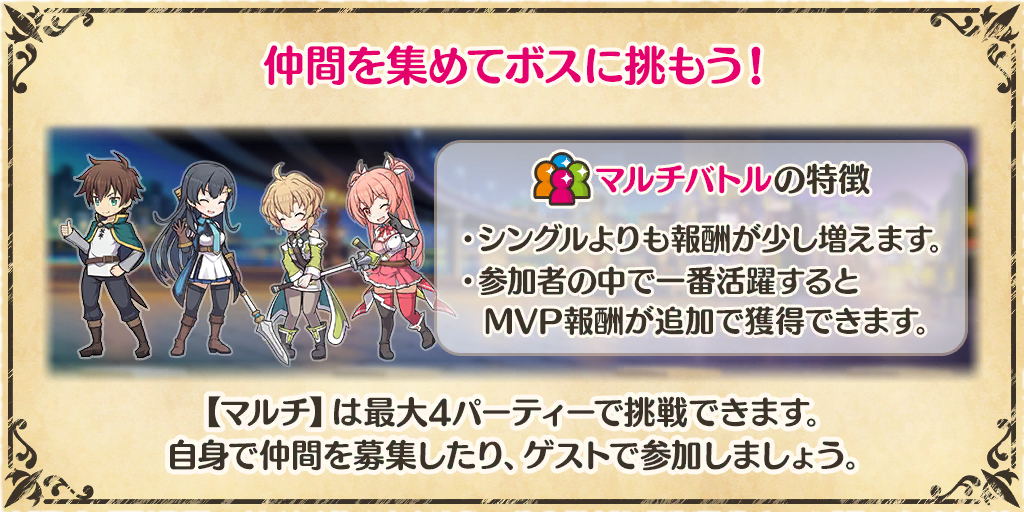 仲間を集めてボスに挑もう!
マルチバトルの特徴
・シングルよりも報酬が少し増えます。
・参加者の中で一番活躍すると
MVP報酬が追加で獲得できます。
【マルチ】は最大4パーティーで挑戦できます。
自身で仲間を募集したり、ゲストで参加しましょう。